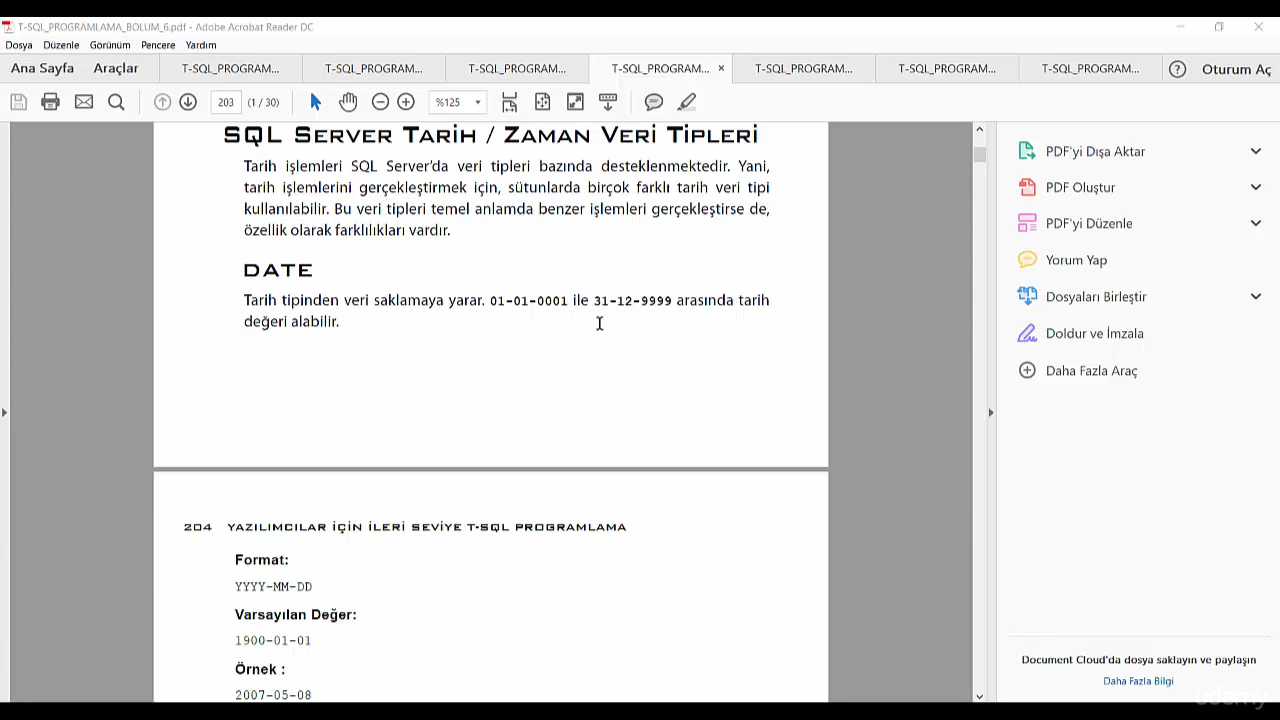 T-SQL_PROGRAMLAMA_BOLUM_6.pdf - Adobe Acrobat Reader DC
Dosya Düzenle Görünüm Pencere Yardım
Ana Sayfa Araçlar T-SQL_PROGRAM... T-SQL_PROGRAM... T-SQL_PROGRAM... T-SQL_PROGRAM... × T-SQL_PROGRAM... T-SQL_PROGRAM... T-SQL_PROGRAM... Oturum Aç
203 (1 / 30) %125
SQL SERVER TARİH / ZAMAN VERİ TİPLERİ
Tarih işlemleri SQL Server'da veri tipleri bazında desteklenmektedir. Yani,
tarih işlemlerini gerçekleştirmek için, sütunlarda birçok farklı tarih veri tipi
kullanılabilir. Bu veri tipleri temel anlamda benzer işlemleri gerçekleştirse de,
özellik olarak farklılıkları vardır.
DATE
Tarih tipinden veri saklamaya yarar. 01-01-0001 ile 31-12-9999 arasında tarih
değeri alabilir.
204 YAZILIMCILAR İÇİN İLERİ SEVİYE T-SQL PROGRAMLAMA
Format:
YYYY-MM-DD
Varsayılan Değer:
1900-01-01
Örnek :
2007-05-08
PDF'yi Dışa Aktar
PDF Oluştur
PDF'yi Düzenle
Yorum Yap
Dosyaları Birleştir
Doldur ve İmzala
Daha Fazla Araç
Document Cloud'da dosya saklayın ve paylaşın
Daha Fazla Bilgi
udemy